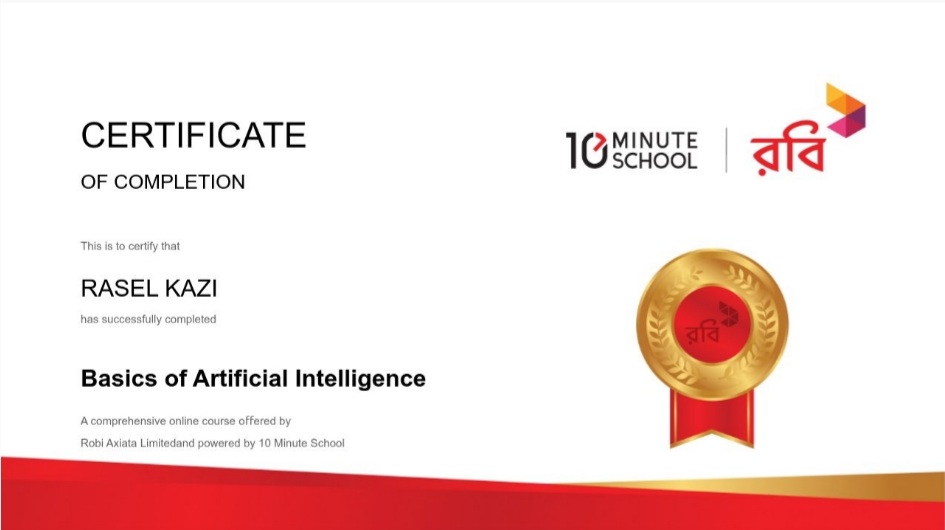 CERTIFICATE
OF COMPLETION
10 MINUTE
SCHOOL
রবি
This is to certify that
RASEL KAZI
has successfully completed
Basics of Artificial Intelligence
A comprehensive online course offered by
Robi Axiata Limitedand powered by 10 Minute School
রবি